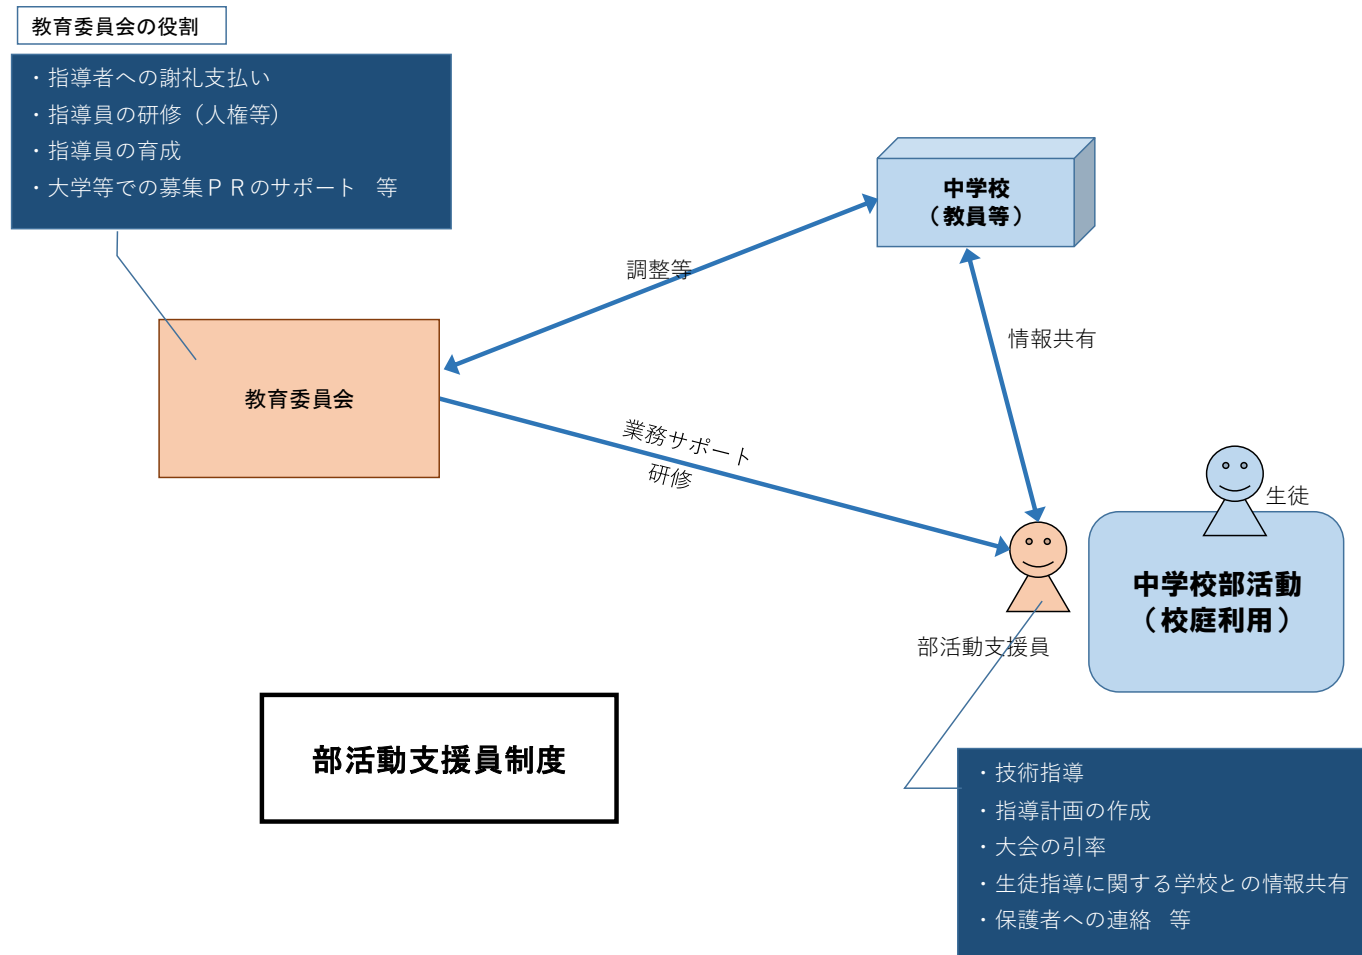 教育委員会の役割
・指導者への謝礼支払い
・指導員の研修（人権等）
・指導員の育成
・大学等での募集ＰＲのサポート　等
中学校
（教員等）
調整等
情報共有
教育委員会
業務サポート
研修
生徒
中学校部活動
（校庭利用）
部活動支援員
部活動支援員制度
・技術指導
・指導計画の作成
・大会の引率
・生徒指導に関する学校との情報共有
・保護者への連絡　等